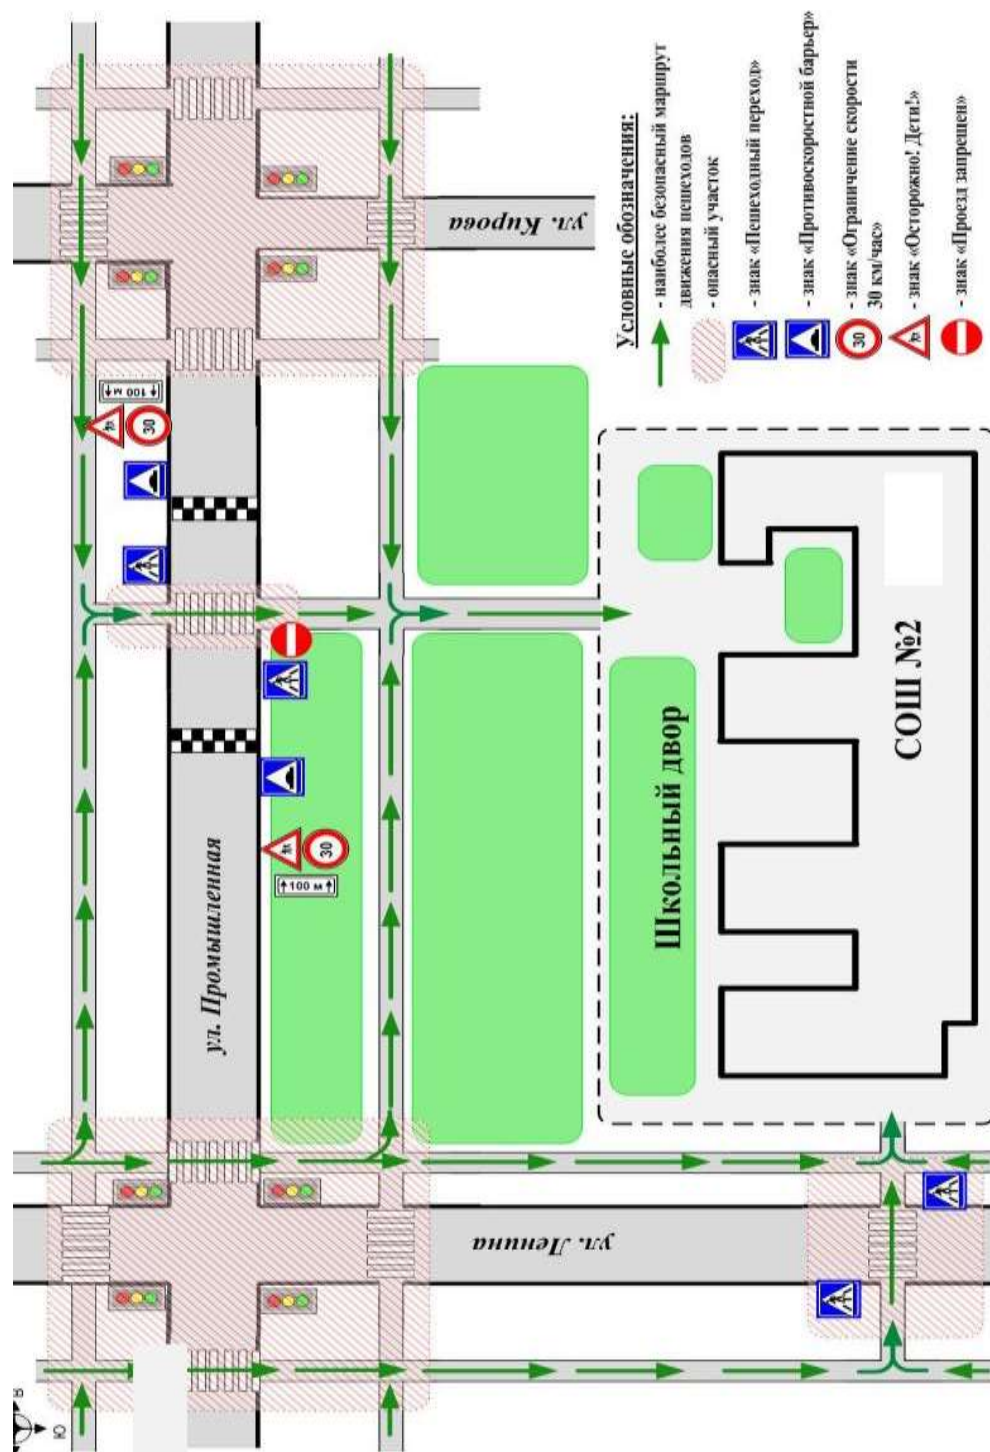 Условные обозначения:
- наиболее безопасный маршрут
движения пешеходов
- опасный участок
- знак «Пешеходный переход»
- знак «Противоскоростной барьер»
- знак «Ограничение скорости
30 км/час»
- знак «Осторожно! Дети!»
- знак «Проезд запрещен»
30
ул. Кирова
100 м
30
ул. Промышленная
30
100 м
Школьный двор
СОШ №2
ул. Ленина
В
Ю